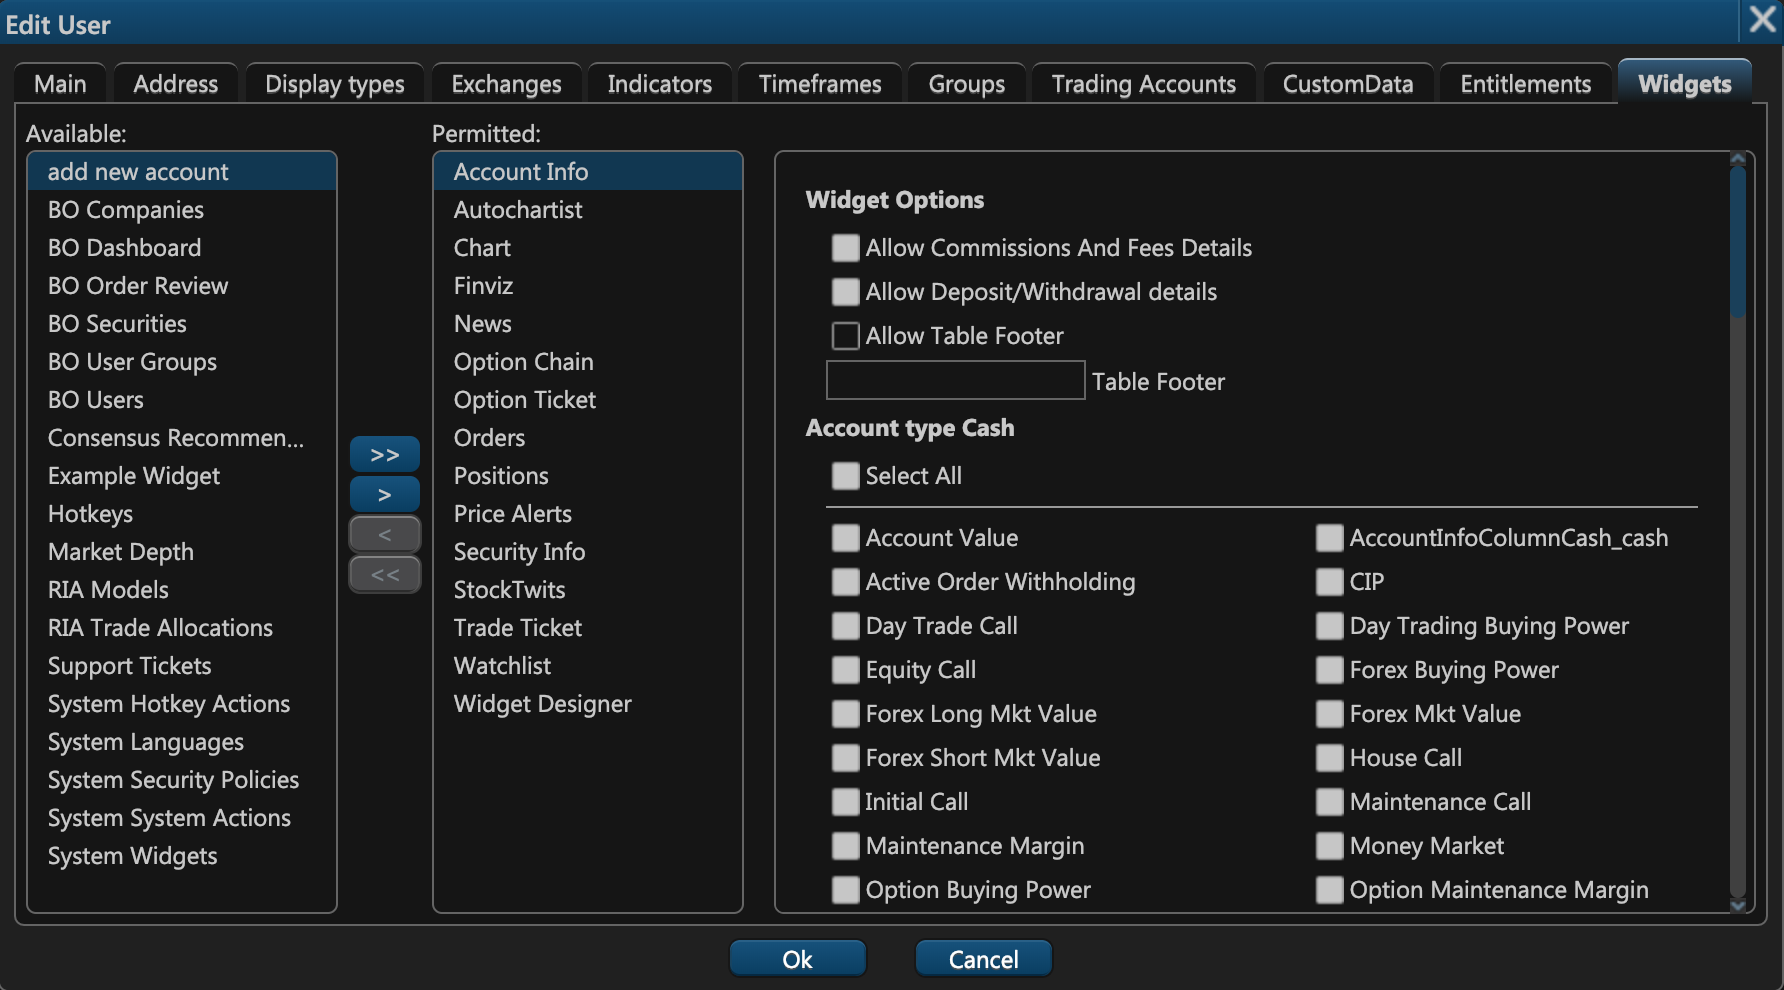 Edit User
Main
Address
Display types
Exchanges
Indicators
Timeframes
Groups
Trading Accounts
CustomData
Entitlements
Widgets
Available:
add new account
BO Companies
BO Dashboard
BO Order Review
BO Securities
BO User Groups
BO Users
Consensus Recommen...
Example Widget
Hotkeys
Market Depth
RIA Models
RIA Trade Allocations
Support Tickets
System Hotkey Actions
System Languages
System Security Policies
System System Actions
System Widgets
>>
>
<
<<
Permitted:
Account Info
Autochartist
Chart
Finviz
News
Option Chain
Option Ticket
Orders
Positions
Price Alerts
Security Info
StockTwits
Trade Ticket
Watchlist
Widget Designer
Widget Options
Allow Commissions And Fees Details
Allow Deposit/Withdrawal details
Allow Table Footer
Table Footer
Account type Cash
Select All
Account Value
AccountInfoColumnCash_cash
Active Order Withholding
CIP
Day Trade Call
Day Trading Buying Power
Equity Call
Forex Buying Power
Forex Long Mkt Value
Forex Mkt Value
Forex Short Mkt Value
House Call
Initial Call
Maintenance Call
Maintenance Margin
Money Market
Option Buying Power
Option Maintenance Margin
Ok
Cancel